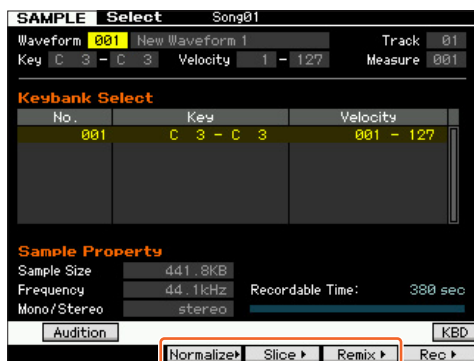 SAMPLE Select Song01
Waveform 001 New Waveform 1 Track 01
Key C 3 - C 3 Velocity 1 - 127 Measure 001
Keybank Select
No. Key Velocity
001 C 3 - C 3 001 - 127
Sample Property
Sample Size 441.8KB
Frequency 44.1kHz Recordable Time: 380 sec
Mono/Stereo stereo
Audition KBD
Normalize▸ Slice ▸ Remix ▸ Rec ▸